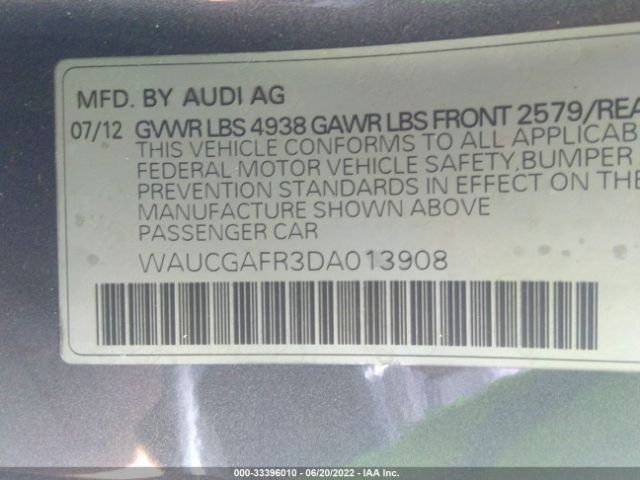 MFD. BY AUDI AG
07/12 GVWR LBS 4938 GAWR LBS FRONT 2579/REA
THIS VEHICLE CONFORMS TO ALL APPLICAB
FEDERAL MOTOR VEHICLE SAFETY,BUMPER
PREVENTION STANDARDS IN EFFECT ON THE
MANUFACTURE SHOWN ABOVE
PASSENGER CAR
WAUCGAFR3DA013908
000-33396010 - 06/20/2022 - IAA Inc.